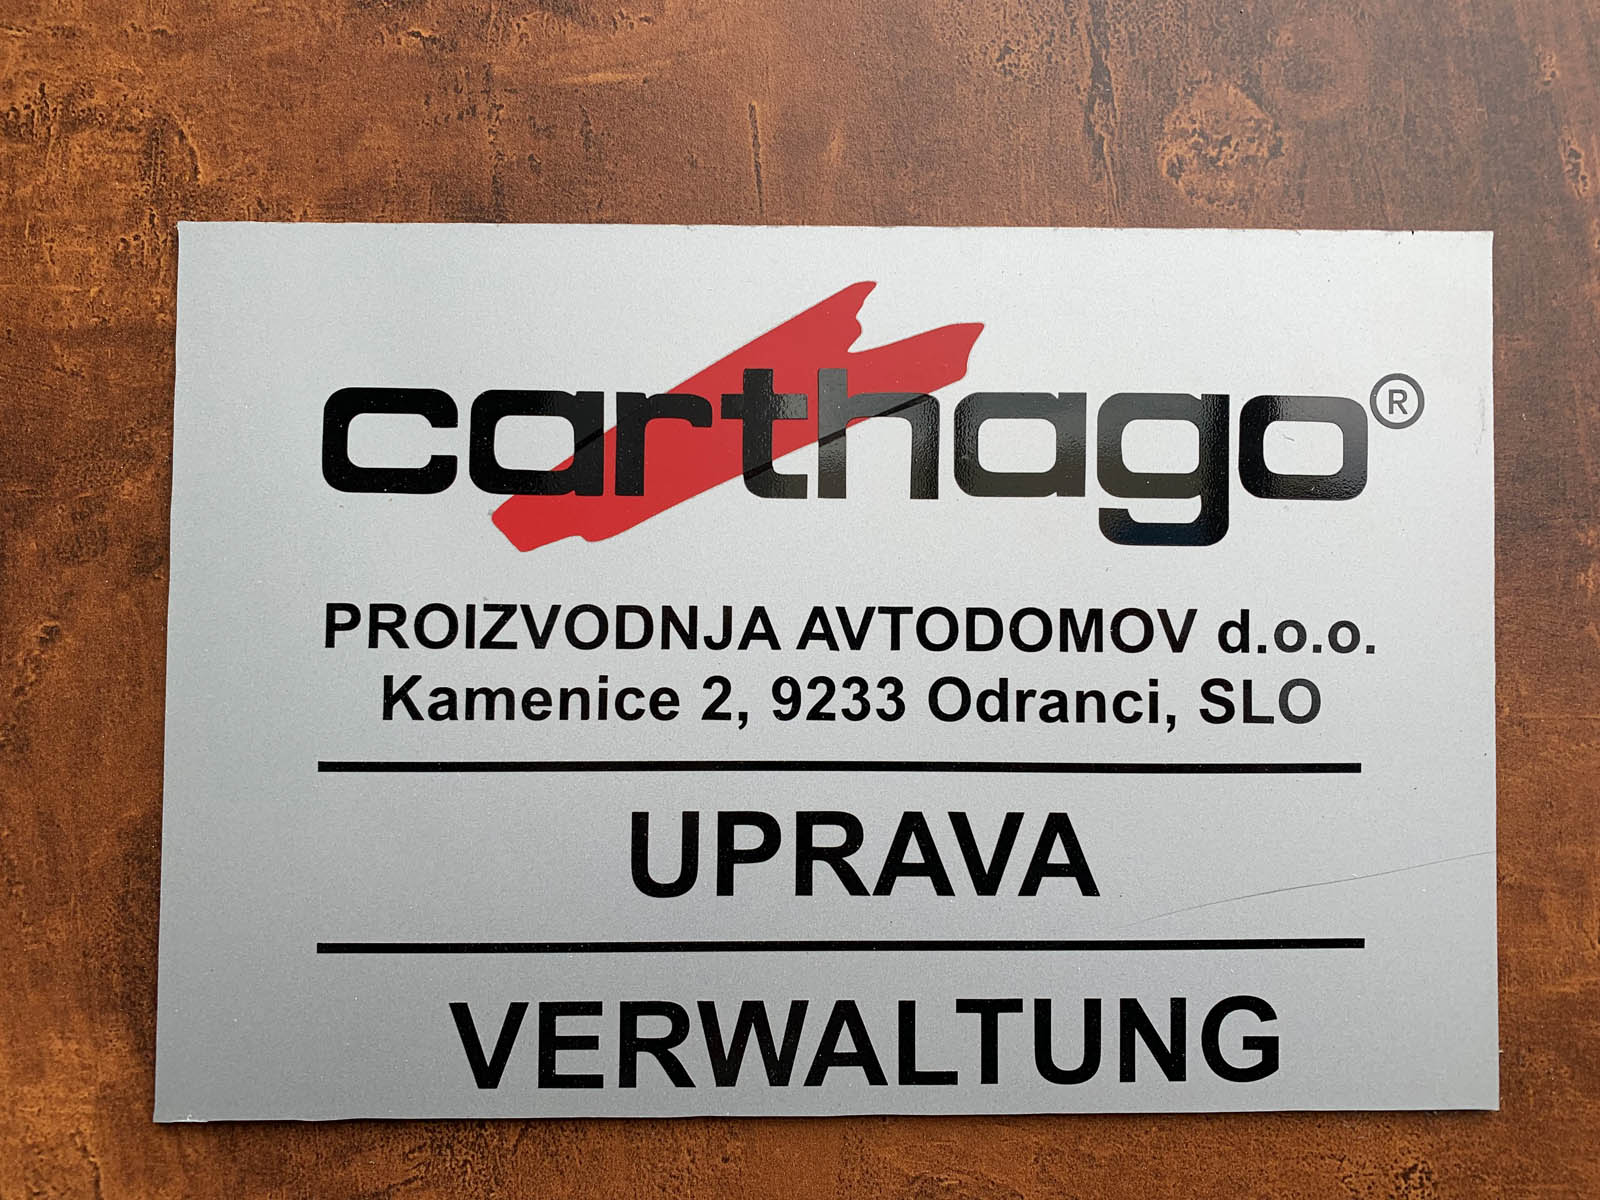 carthago®
PROIZVODNJA AVTODOMOV d.o.o.
Kamenice 2, 9233 Odranci, SLO
UPRAVA
VERWALTUNG